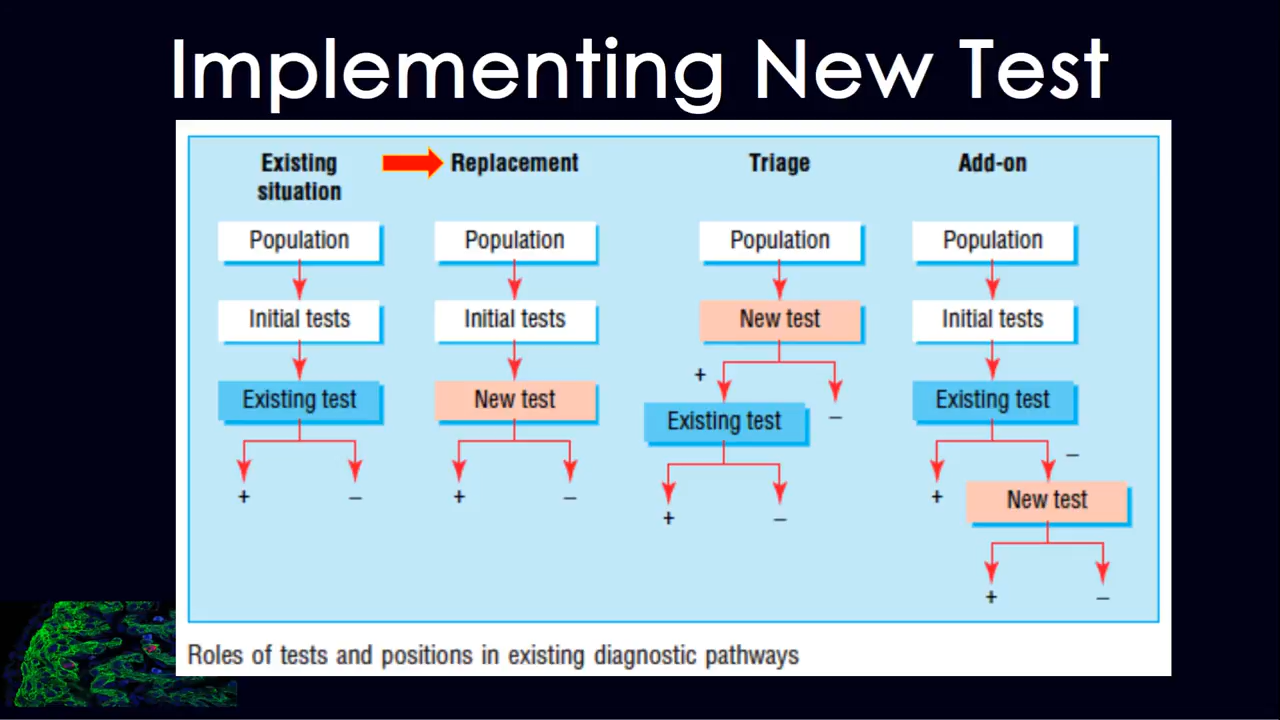 Implementing New Test
Existing
situation
Replacement
Triage
Add-on
Population
Population
Population
Population
Initial tests
Initial tests
New test
Initial tests
Existing test
New test
+
–
Existing test
Existing test
+
–
+
–
+
–
+
–
New test
+
–
Roles of tests and positions in existing diagnostic pathways